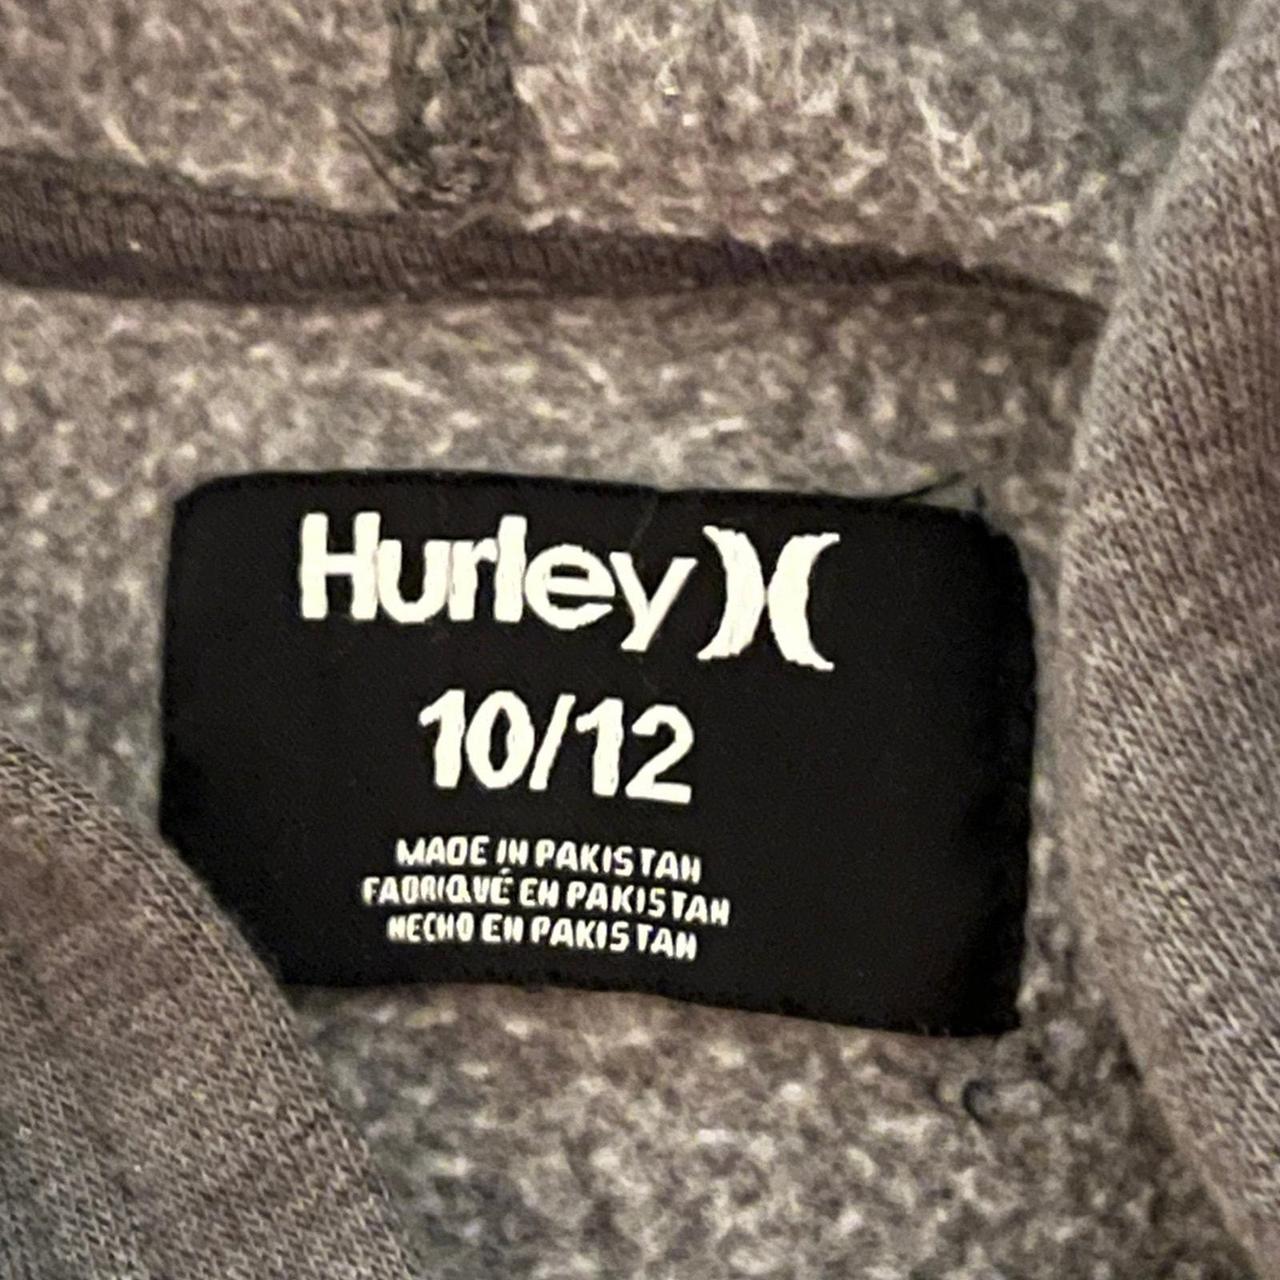 Hurley
10/12
MADE IN PAKISTAN
FABRIQUÉ EN PAKISTAN
HECHO EN PAKISTAN